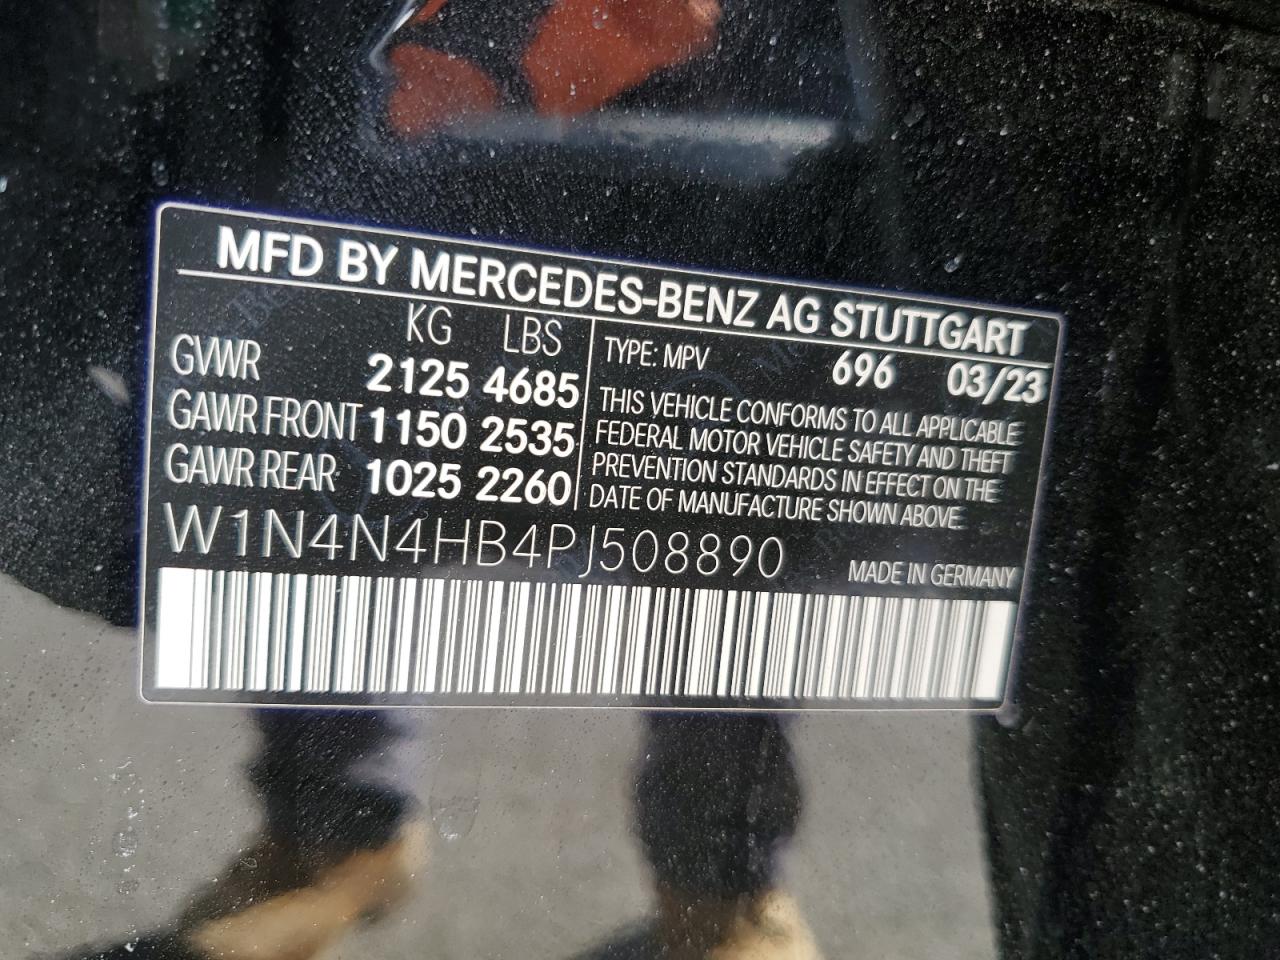 MFD BY MERCEDES-BENZ AG STUTTGART
KG LBS
GVWR 2125 4685
GAWR FRONT 1150 2535
GAWR REAR 1025 2260
TYPE: MPV 696 03/23
THIS VEHICLE CONFORMS TO ALL APPLICABLE
FEDERAL MOTOR VEHICLE SAFETY AND THEFT
PREVENTION STANDARDS IN EFFECT ON THE
DATE OF MANUFACTURE SHOWN ABOVE.
W1N4N4HB4PJ508890
MADE IN GERMANY